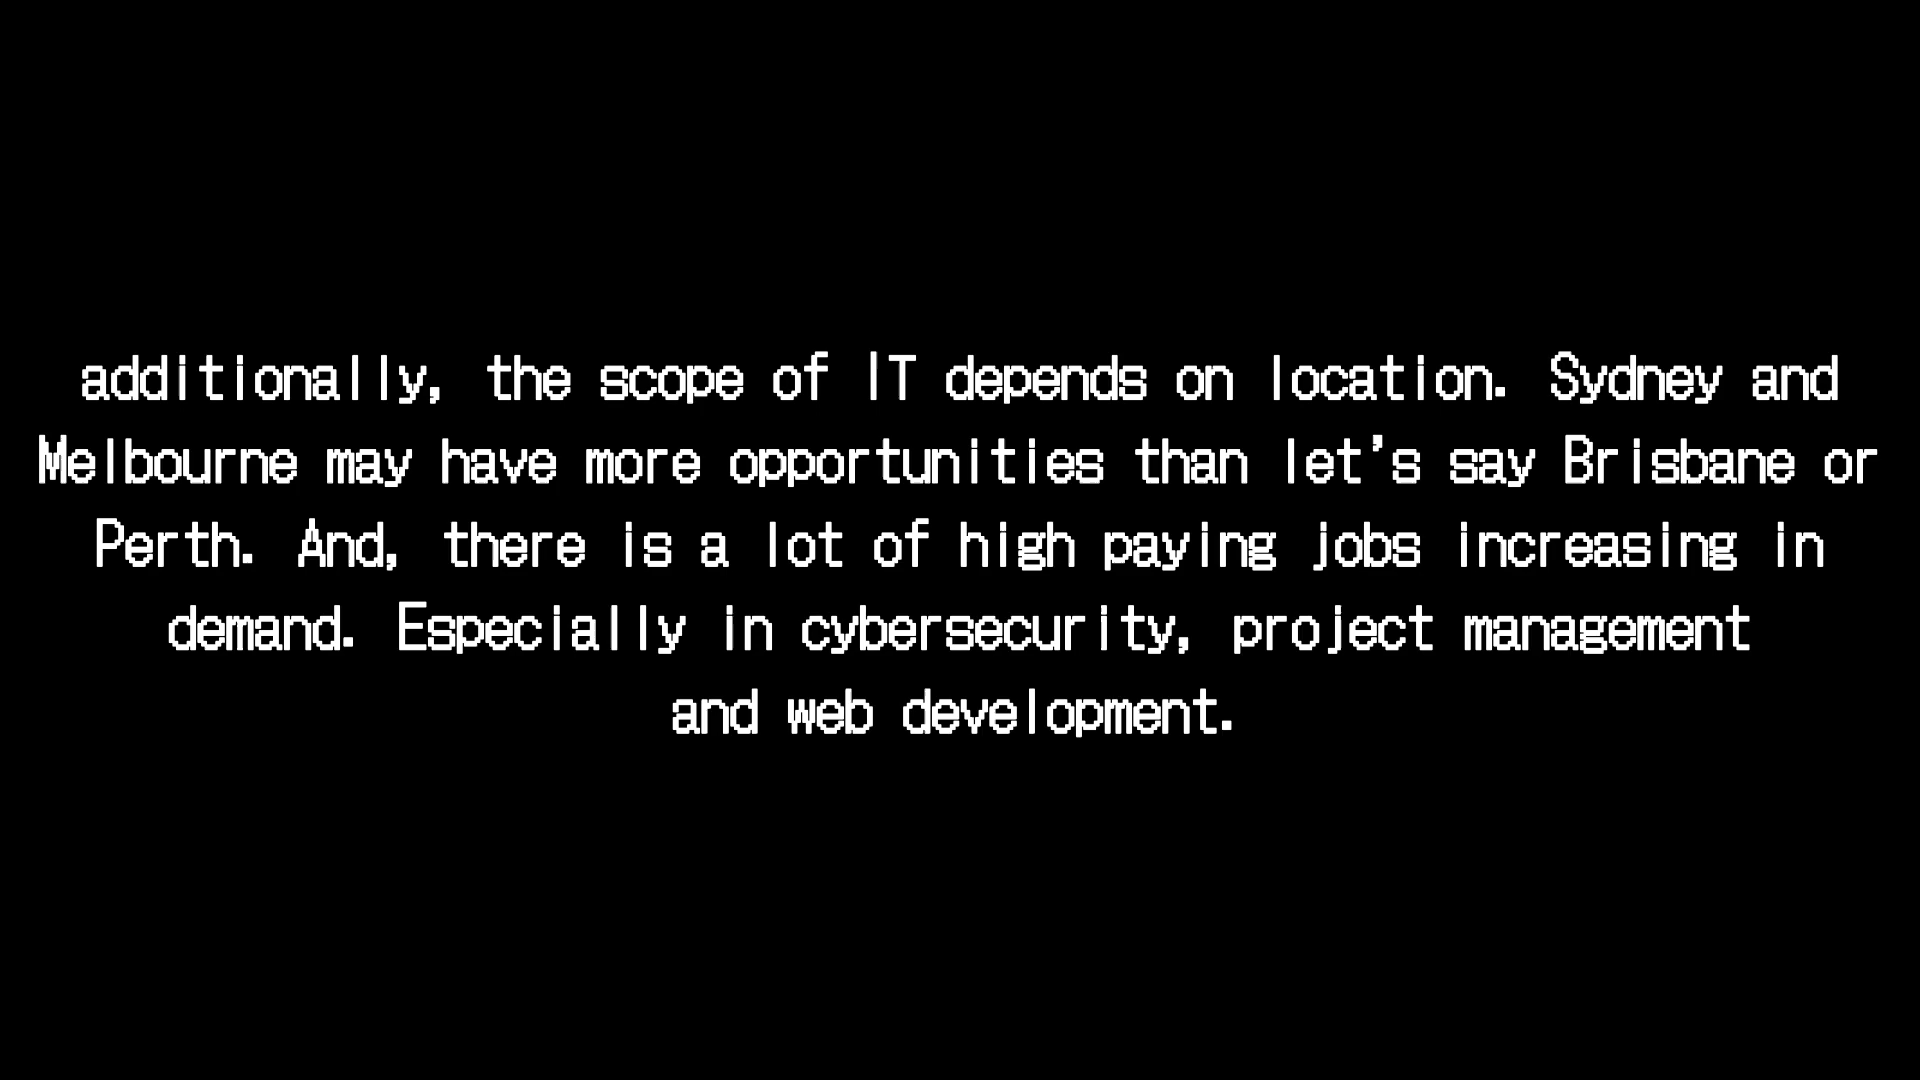 additionally, the scope of IT depends on location. Sydney and
Melbourne may have more opportunities than let's say Brisbane or
Perth. And, there is a lot of high paying jobs increasing in
demand. Especially in cybersecurity, project management
and web development.